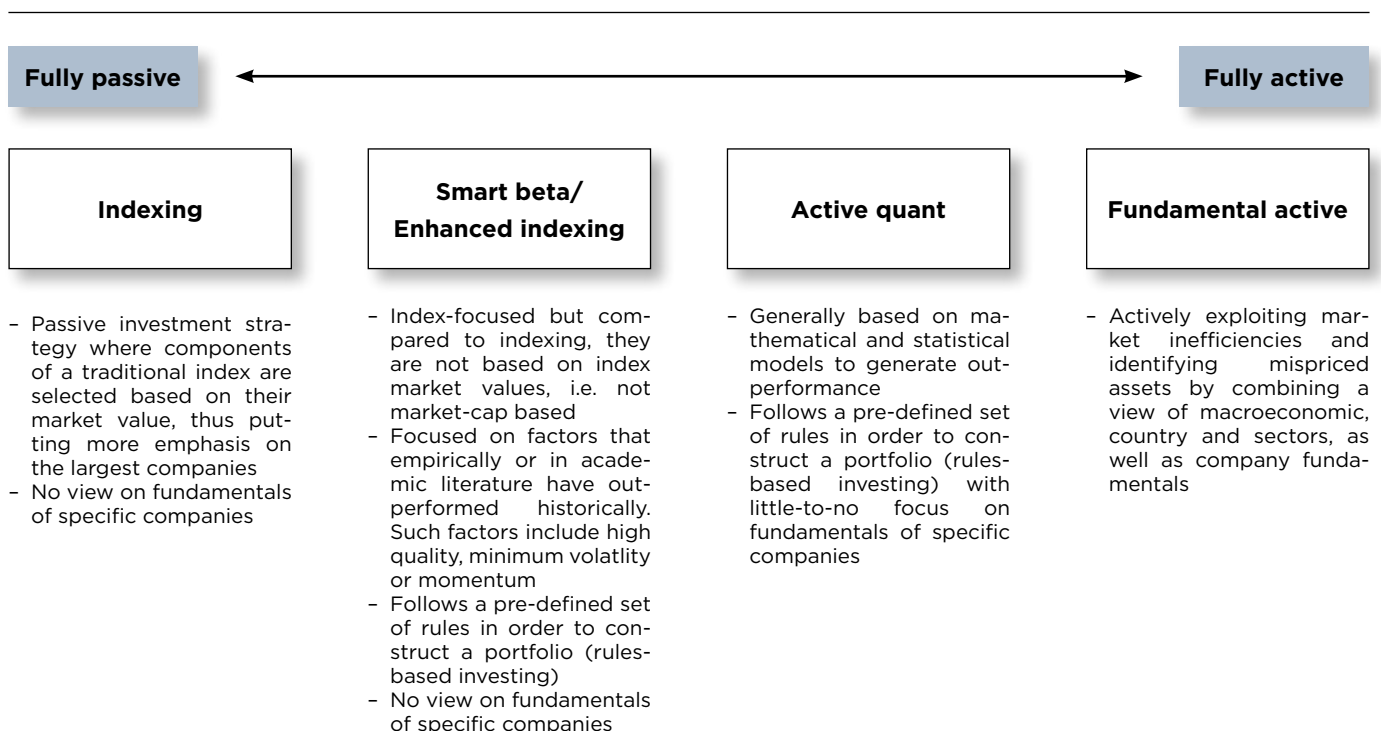 Fully passive
Fully active
Indexing
Smart beta/
Enhanced indexing
Active quant
Fundamental active
– Passive investment stra-
tegy where components
of a traditional index are
selected based on their
market value, thus put-
ting more emphasis on
the largest companies
– No view on fundamentals
of specific companies
– Index-focused but com-
pared to indexing, they
are not based on index
market values, i.e. not
market-cap based
– Focused on factors that
empirically or in acade-
mic literature have out-
performed historically.
Such factors include high
quality, minimum volatlity
or momentum
– Follows a pre-defined set
of rules in order to con-
struct a portfolio (rules-
based investing)
– No view on fundamentals
of specific companies
– Generally based on ma-
thematical and statistical
models to generate out-
performance
– Follows a pre-defined set
of rules in order to con-
struct a portfolio (rules-
based investing) with
little-to-no focus on
fundamentals of specific
companies
– Actively exploiting mar-
ket inefficiencies and
identifying mispriced
assets by combining a
view of macroeconomic,
country and sectors, as
well as company funda-
mentals